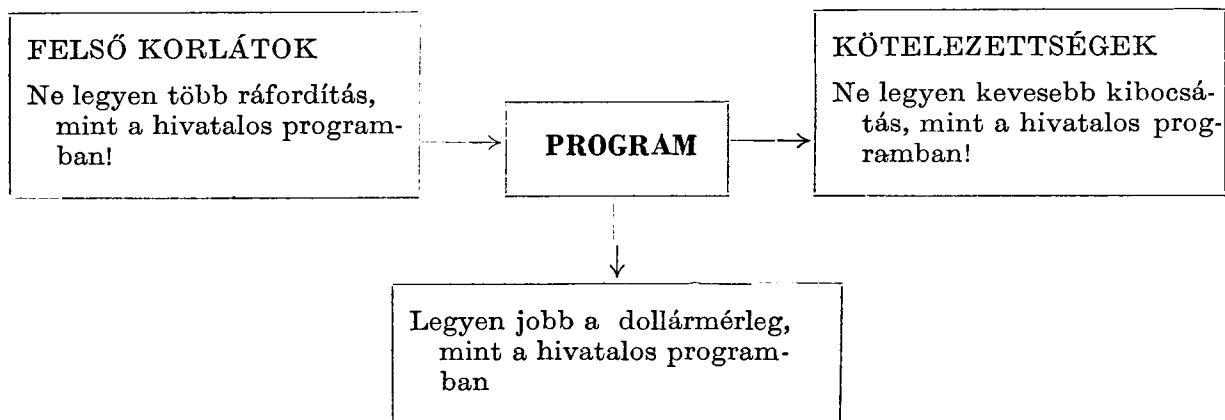 FELSŐ KORLÁTOK
Ne legyen több ráfordítás,
mint a hivatalos program-
ban!
PROGRAM
KÖTELEZETTSÉGEK
Ne legyen kevesebb kibocsá-
tás, mint a hivatalos prog-
ramban!
Legyen jobb a dollármérleg,
mint a hivatalos program-
ban